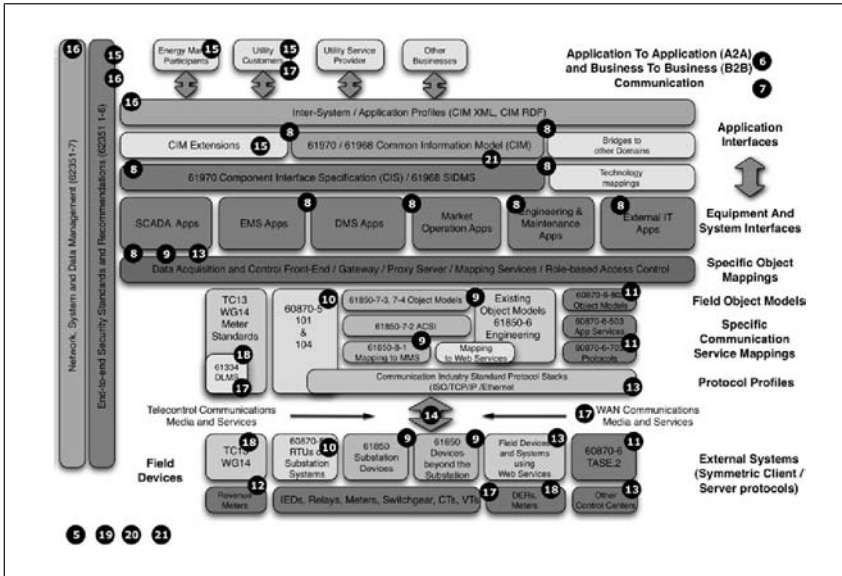 16
15
16
Network, System and Data Management (62351-7)
End-to-end Security Standards and Recommendations (62351 1-6)
Energy Market
Participants
15
Utility
Customers
15
17
Utility Service
Provider
Other
Businesses
Application To Application (A2A)
and Business To Business (B2B)
Communication
6
7
16
Inter-System / Application Profiles (CIM XML, CIM RDF)
CIM Extensions
15
8
61970 / 61968 Common Information Model (CIM)
21
8
Bridges to
other Domains
Application
Interfaces
8
61970 Component Interface Specification (CIS) / 61968 SIDMS
8
Technology
mappings
SCADA Apps
EMS Apps
8
DMS Apps
8
Market
Operation Apps
8
Engineering &
Maintenance
Apps
8
External IT
Apps
Equipment And
System Interfaces
8
9
13
Data Acquisition and Control Front-End / Gateway / Proxy Server / Mapping Services / Role-based Access Control
Specific Object
Mappings
TC13
WG14
Meter
Standards
18
61334
DLMS
17
60870-5
101
&
104
10
61850-7-3, 7-4 Object Models
9
61850-7-2 ACSI
61850-8-1
Mapping to MMS
9
Existing
Object Models
61850-6
Engineering
Mapping
to Web Services
11
Object Models
60870-6-503
App Services
11
Protocols
Field Object Models
Specific
Communication
Service Mappings
Communication Industry Standard Protocol Stacks
(ISO/TCP/IP /Ethernet
13
Protocol Profiles
Telecontrol Communications
Media and Services
14
17
WAN Communications
Media and Services
Field
Devices
TC13
WG14
18
RTUs or
Substation
Systems
10
61850
Substation
Devices
9
61850
Devices
beyond the
Substation
9
Field Devices
and Systems
using
Web Services
13
60870-6
TASE.2
11
External Systems
(Symmetric Client /
Server protocols)
Revenue
Meters
12
IEDs, Relays, Meters, Switchgear, CTs, VTs
17
DERs,
Meters
18
Other
Control Centers
13
5
19
20
21